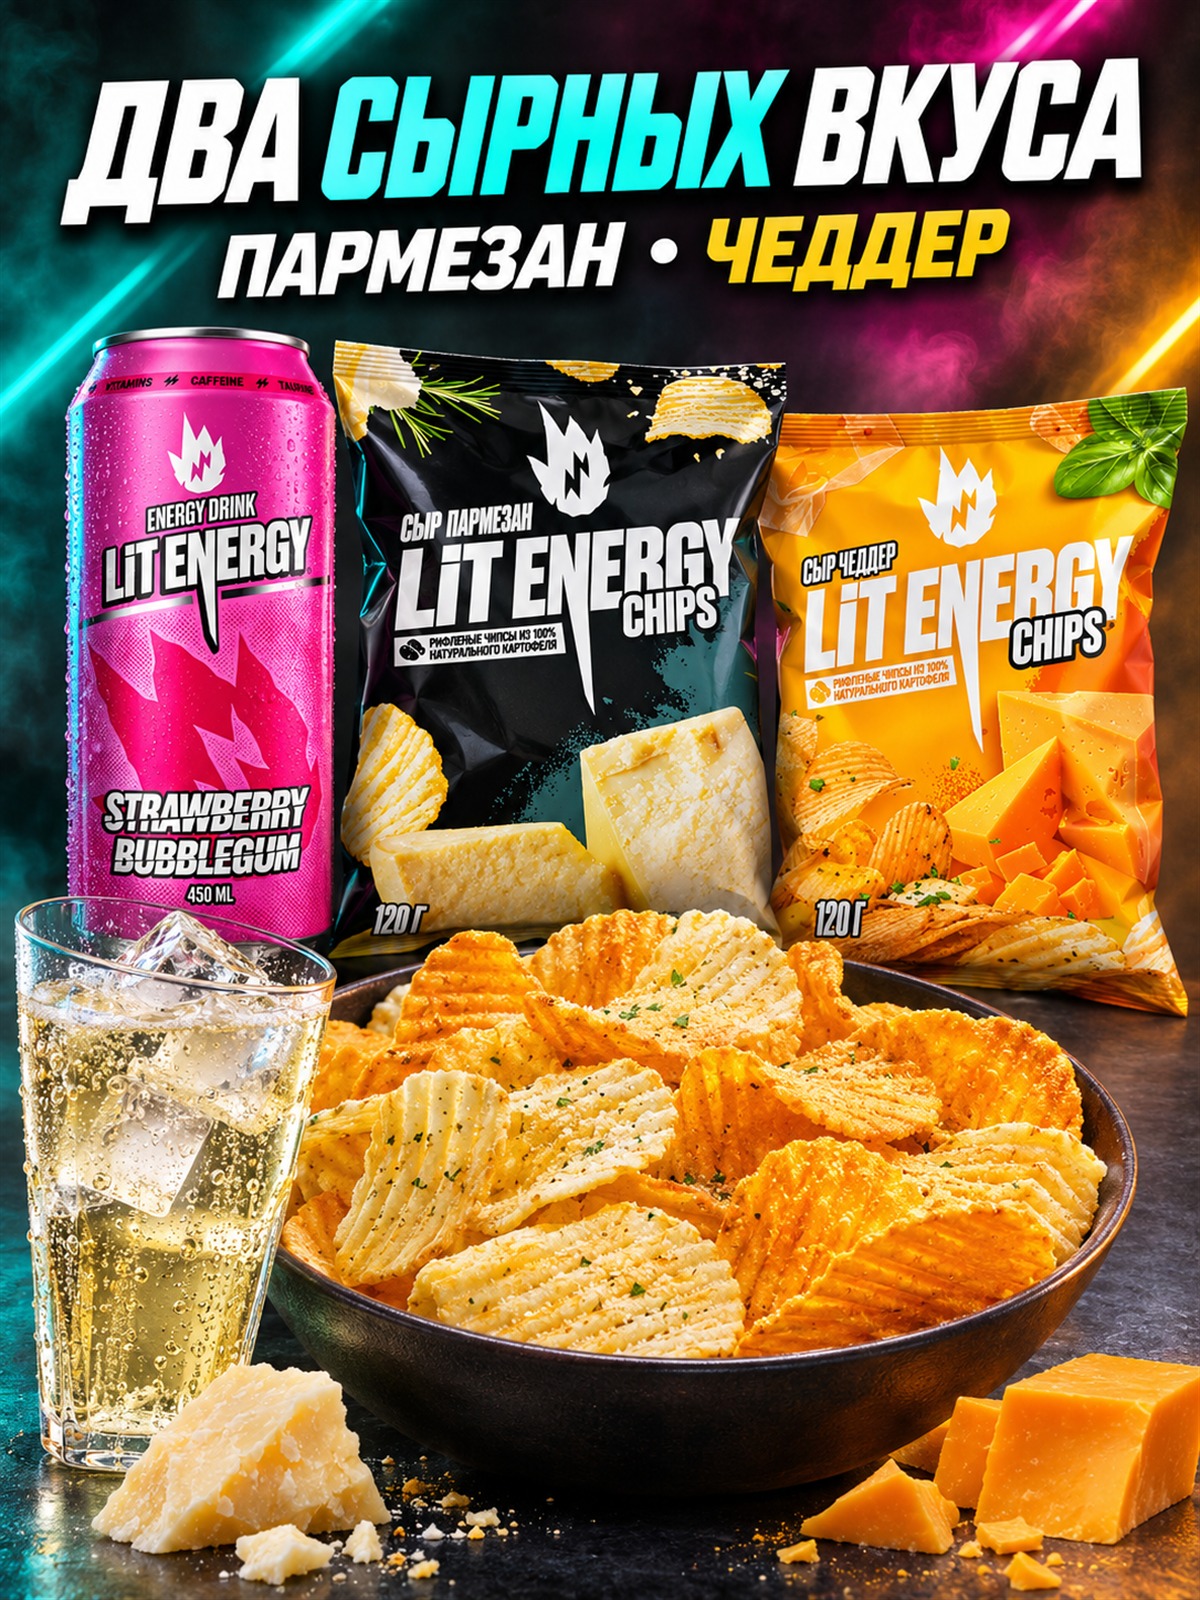 ДВА СЫРНЫХ ВКУСА
ПАРМЕЗАН • ЧЕДДЕР
VITAMINS CAFFEINE TAURINE
ENERGY DRINK
LIT ENERGY
STRAWBERRY
BUBBLEGUM
450 ML
СЫР ПАРМЕЗАН
LIT ENERGY
CHIPS
РИФЛЕНЫЕ ЧИПСЫ ИЗ 100%
НАТУРАЛЬНОГО КАРТОФЕЛЯ
120 Г
СЫР ЧЕДДЕР
LIT ENERGY
CHIPS
РИФЛЕНЫЕ ЧИПСЫ ИЗ 100%
НАТУРАЛЬНОГО КАРТОФЕЛЯ
120 Г